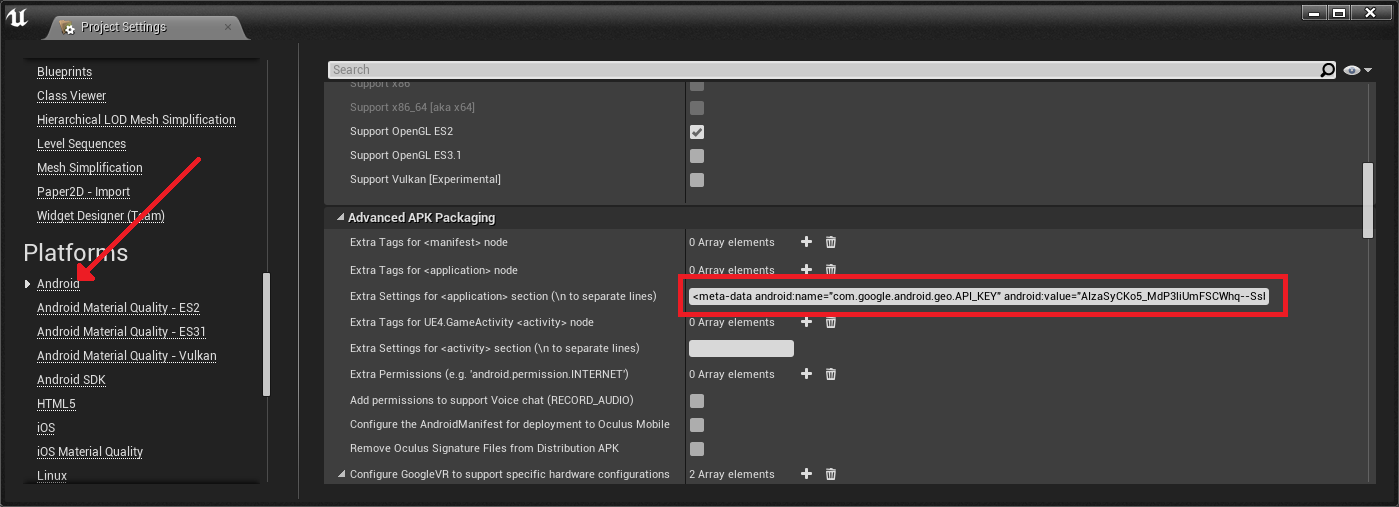 Project Settings
Blueprints
Class Viewer
Hierarchical LOD Mesh Simplification
Level Sequences
Mesh Simplification
Paper2D - Import
Widget Designer (Team)
Platforms
Android
Android Material Quality - ES2
Android Material Quality - ES31
Android Material Quality - Vulkan
Android SDK
HTML5
iOS
iOS Material Quality
Linux
Search
Support x86
Support x86_64 [aka x64]
Support OpenGL ES2
Support OpenGL ES3.1
Support Vulkan [Experimental]
Advanced APK Packaging
Extra Tags for <manifest> node 0 Array elements
Extra Tags for <application> node 0 Array elements
Extra Settings for <application> section (\n to separate lines) <meta-data android:name="com.google.android.geo.API_KEY" android:value="AIzaSyCKo5_MdP3IiUmFSCWhq--SsI
Extra Tags for UE4.GameActivity <activity> node 0 Array elements
Extra Settings for <activity> section (\n to separate lines)
Extra Permissions (e.g. 'android.permission.INTERNET') 0 Array elements
Add permissions to support Voice chat (RECORD_AUDIO)
Configure the AndroidManifest for deployment to Oculus Mobile
Remove Oculus Signature Files from Distribution APK
Configure GoogleVR to support specific hardware configurations 2 Array elements